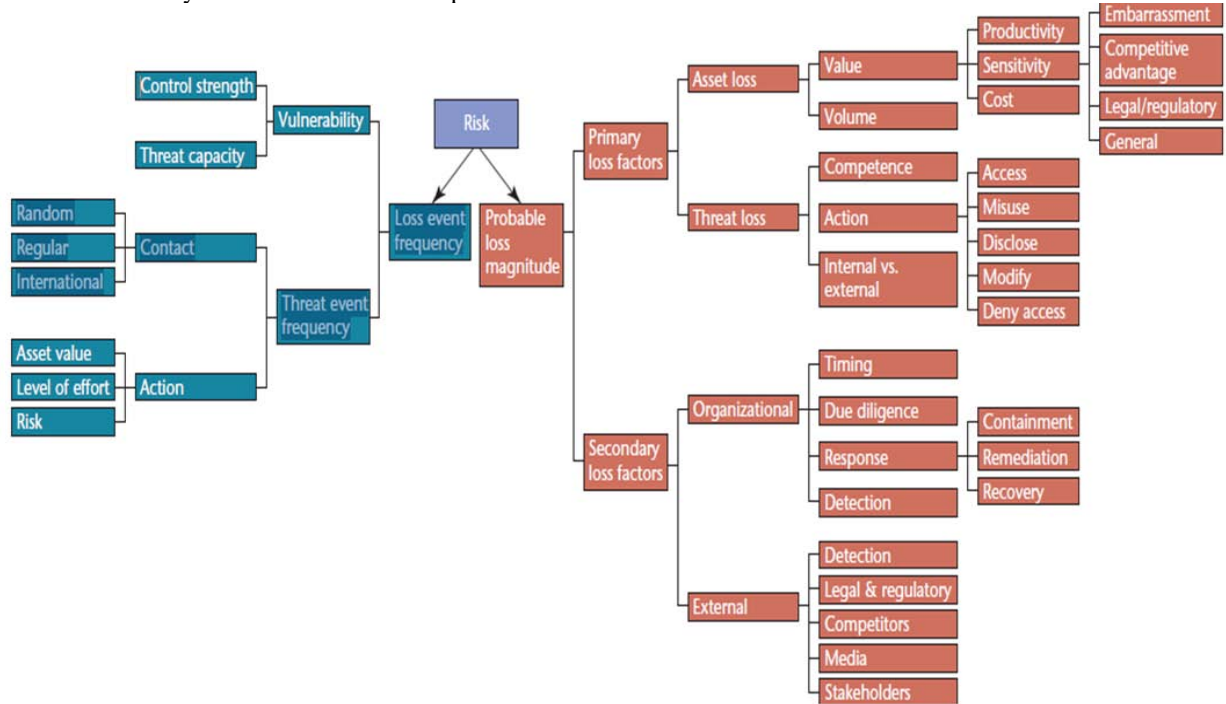 Embarrassment
Productivity
Control strength
Value
Competitive
advantage
Asset loss
Sensitivity
Vulnerability
Risk
Cost
Legal/regulatory
Volume
Primary
loss factors
General
Threat capacity
Competence
Access
Random
Loss event
frequency
Probable
loss
magnitude
Threat loss
Action
Misuse
Regular
Contact
Disclose
International
Internal vs.
external
Modify
Threat event
frequency
Deny access
Asset value
Timing
Level of effort
Action
Organizational
Due diligence
Containment
Risk
Secondary
loss factors
Response
Remediation
Detection
Recovery
Detection
Legal & regulatory
External
Competitors
Media
Stakeholders